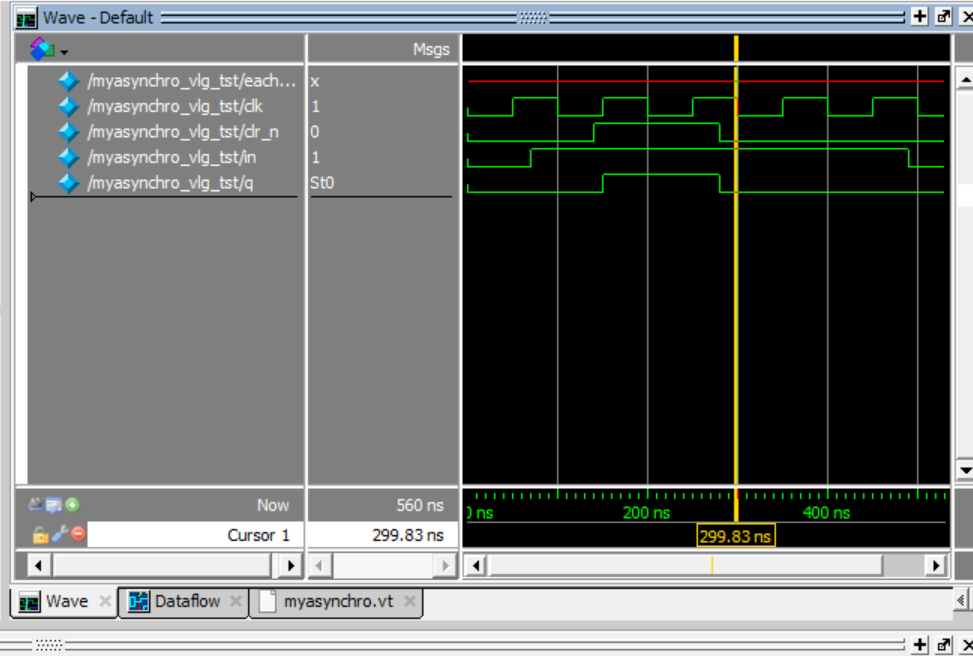 Wave - Default
Msgs
/myasynchro_vlg_tst/each... x
/myasynchro_vlg_tst/clk 1
/myasynchro_vlg_tst/clr_n 0
/myasynchro_vlg_tst/in 1
/myasynchro_vlg_tst/q St0
Now 560 ns
ns 200 ns 400 ns
Cursor 1 299.83 ns 299.83 ns
Wave Dataflow myasynchro.vt